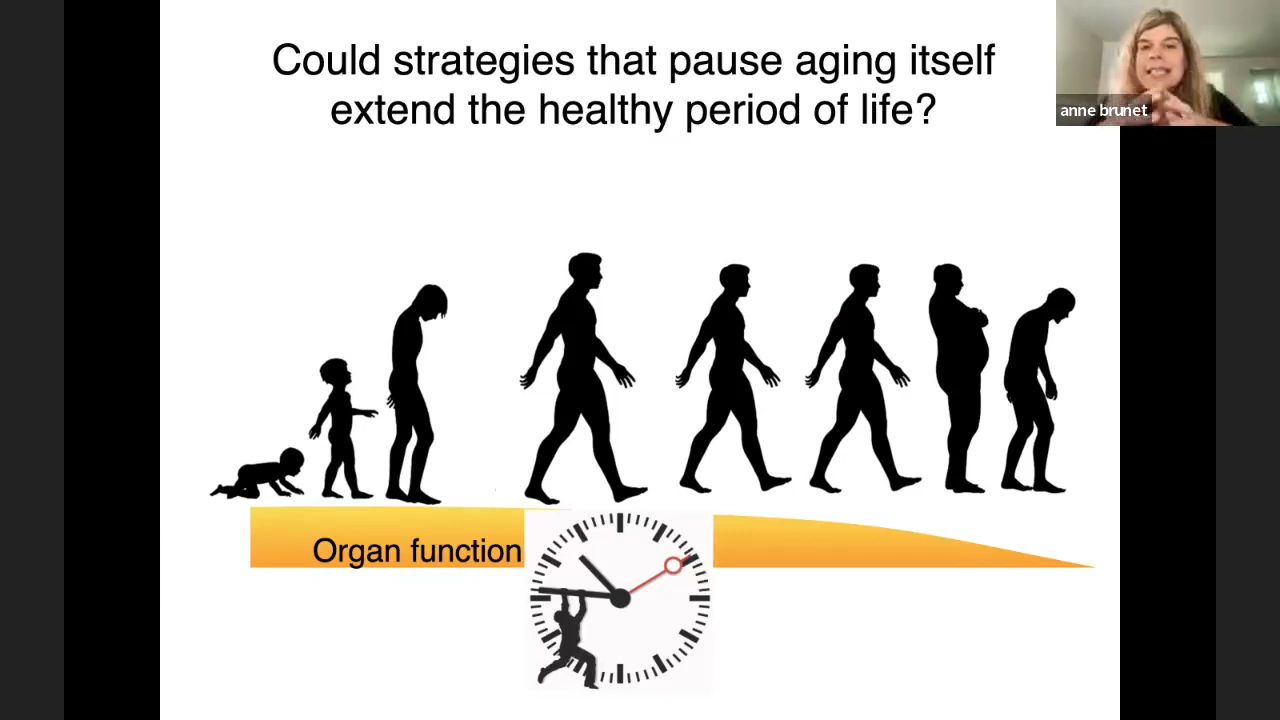 Could strategies that pause aging itself
extend the healthy period of life?
anne brunet
Organ function